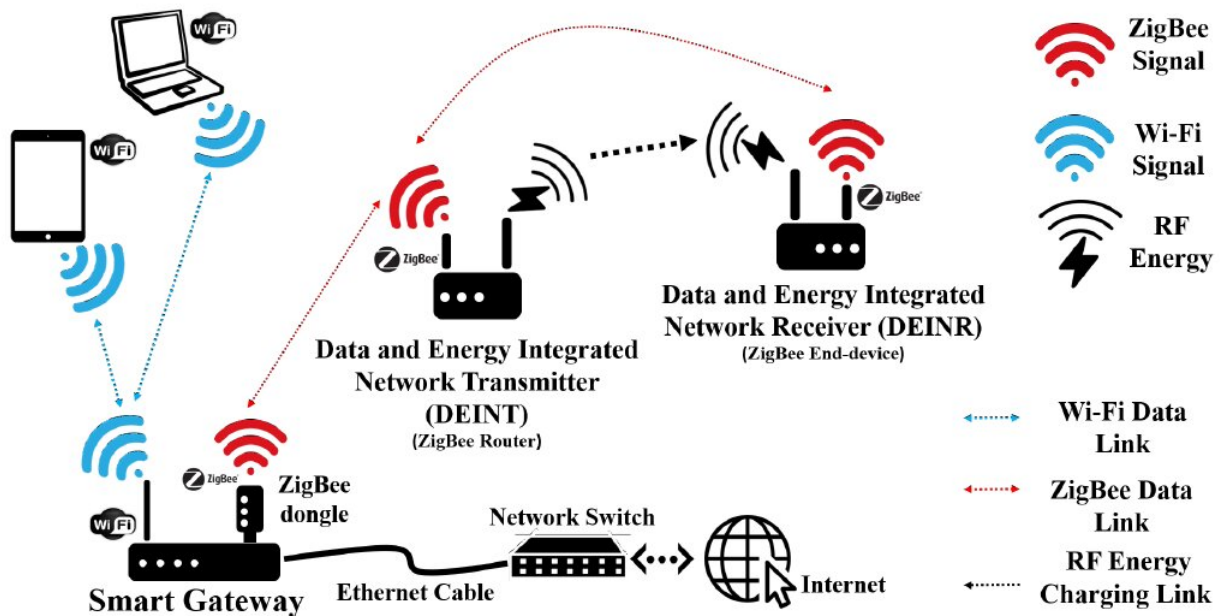 WiFi
WiFi
ZigBee
Signal
Wi-Fi
Signal
RF
Energy
ZigBee
ZigBee
Data and Energy Integrated
Network Transmitter
(DEINT)
(ZigBee Router)
Data and Energy Integrated
Network Receiver (DEINR)
(ZigBee End-device)
WiFi
ZigBee
ZigBee
dongle
Smart Gateway
Ethernet Cable
Network Switch
Internet
Wi-Fi Data
Link
ZigBee Data
Link
RF Energy
Charging Link